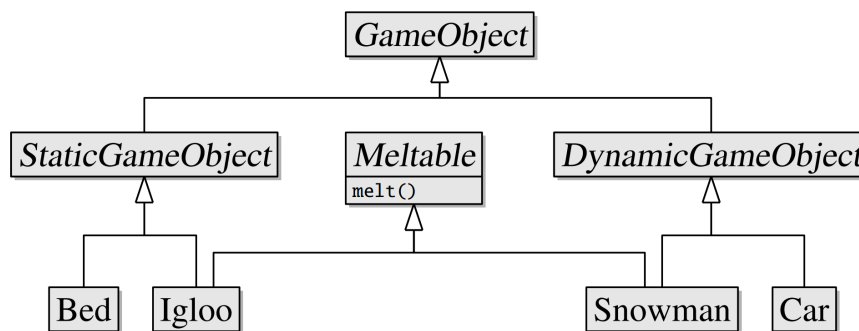 GameObject
StaticGameObject
Meltable
DynamicGameObject
melt()
Bed
Igloo
Snowman
Car